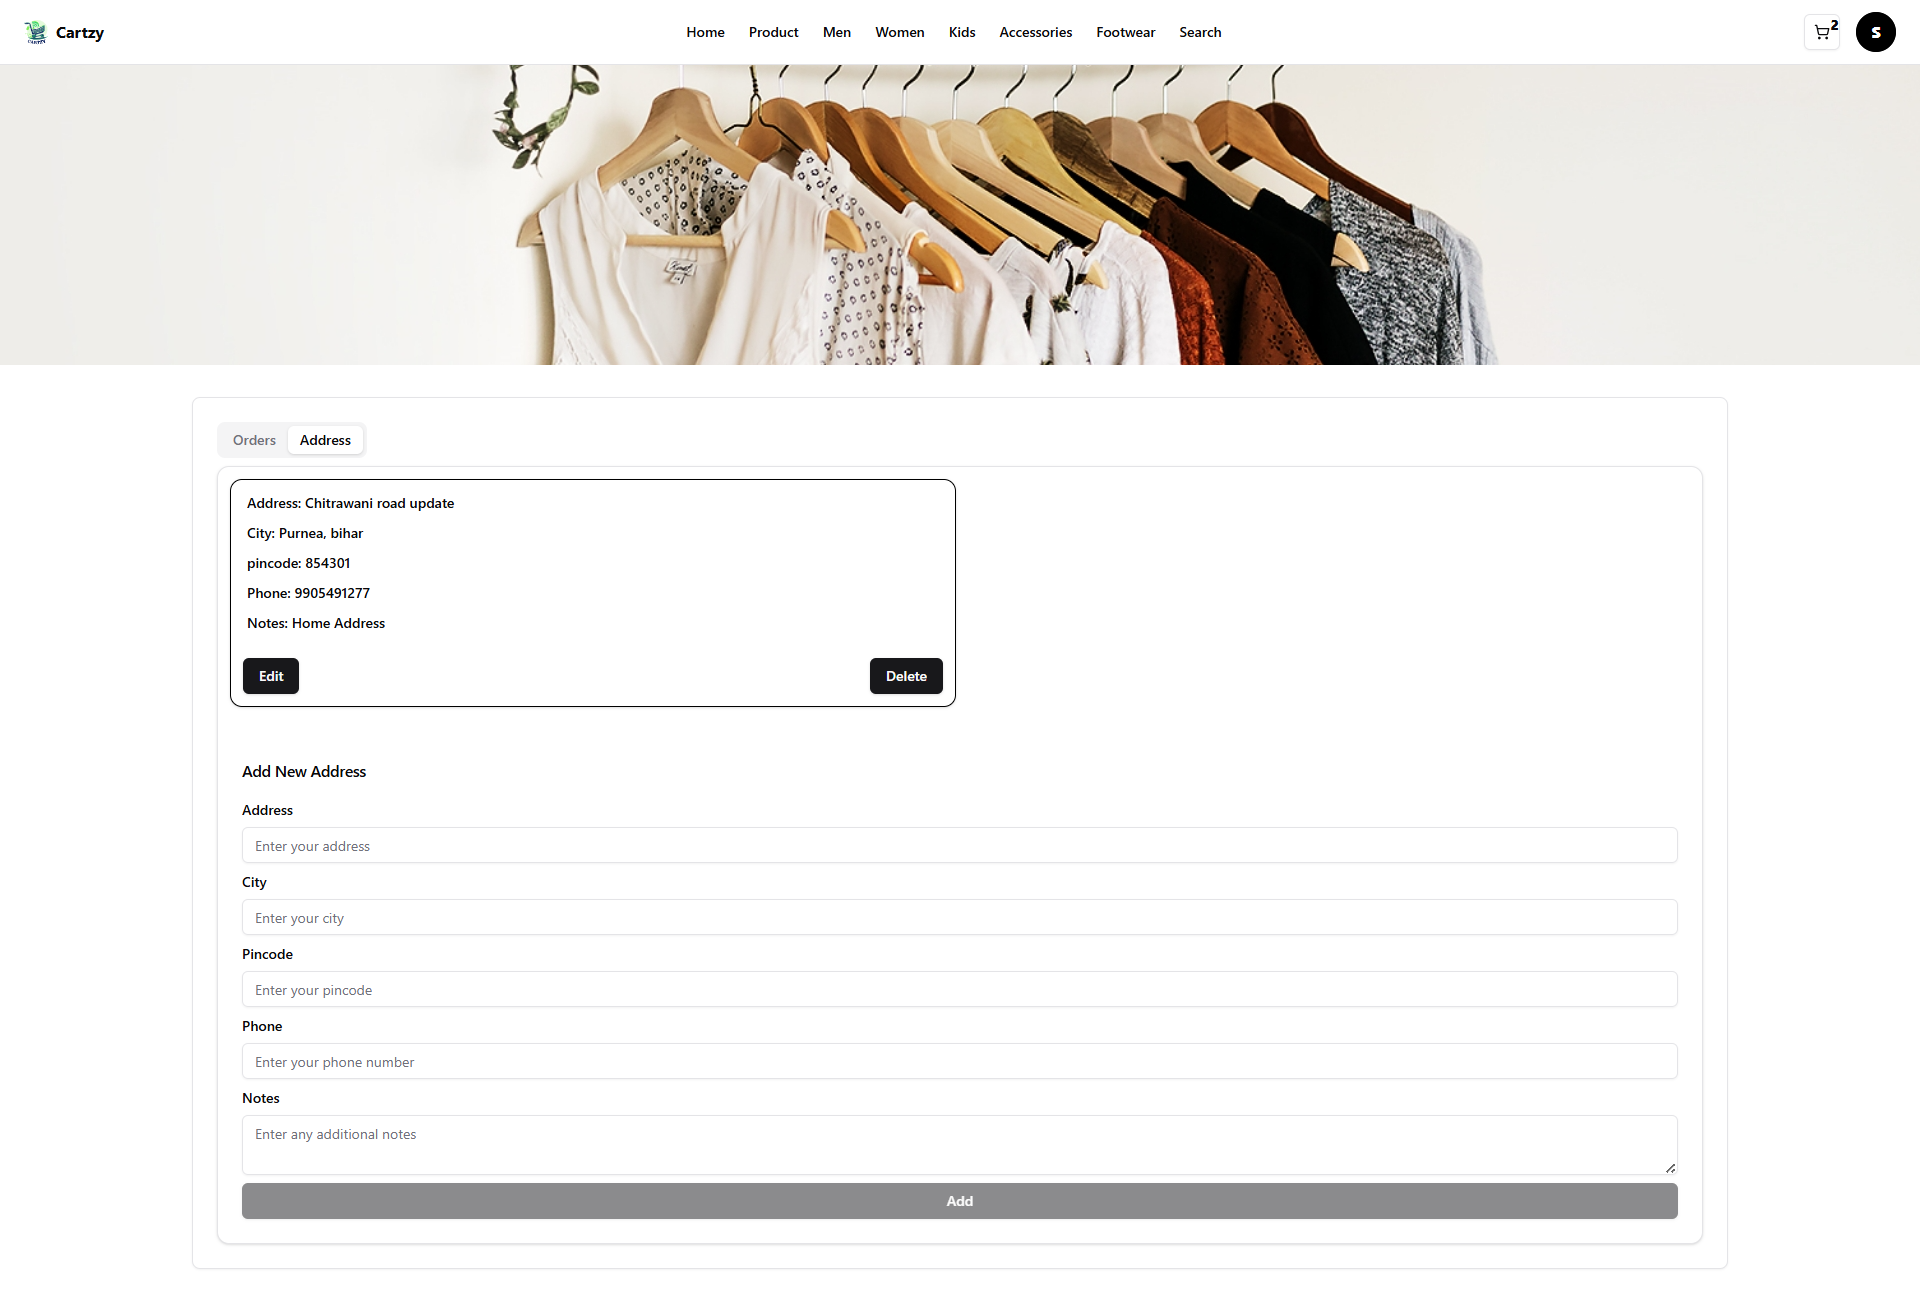 Cartzy
Home Product Men Women Kids Accessories Footwear Search
2
S
Orders Address
Address: Chitrawani road update
City: Purnea, bihar
pincode: 854301
Phone: 9905491277
Notes: Home Address
Edit Delete
Add New Address
Address
Enter your address
City
Enter your city
Pincode
Enter your pincode
Phone
Enter your phone number
Notes
Enter any additional notes
Add